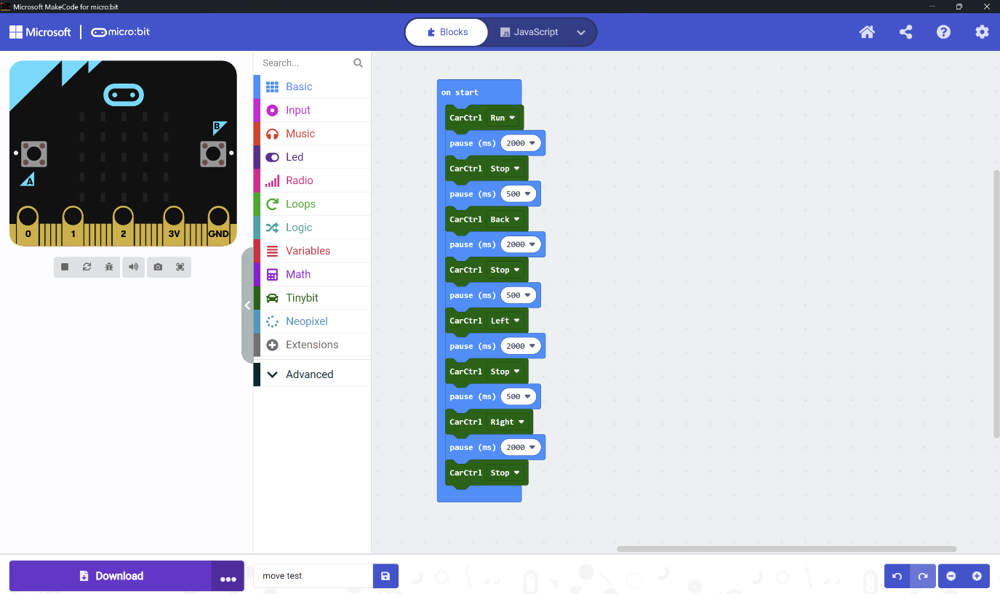 Microsoft MakeCode for micro:bit
Microsoft | micro:bit
Blocks
JS JavaScript
Search...
Basic
Input
Music
Led
Radio
Loops
Logic
Variables
Math
Tinybit
Neopixel
Extensions
Advanced
B
A
0 1 2 3V GND
on start
CarCtrl Run
pause (ms) 2000
CarCtrl Stop
pause (ms) 500
CarCtrl Back
pause (ms) 2000
CarCtrl Stop
pause (ms) 500
CarCtrl Left
pause (ms) 2000
CarCtrl Stop
pause (ms) 500
CarCtrl Right
pause (ms) 2000
CarCtrl Stop
Download
move test